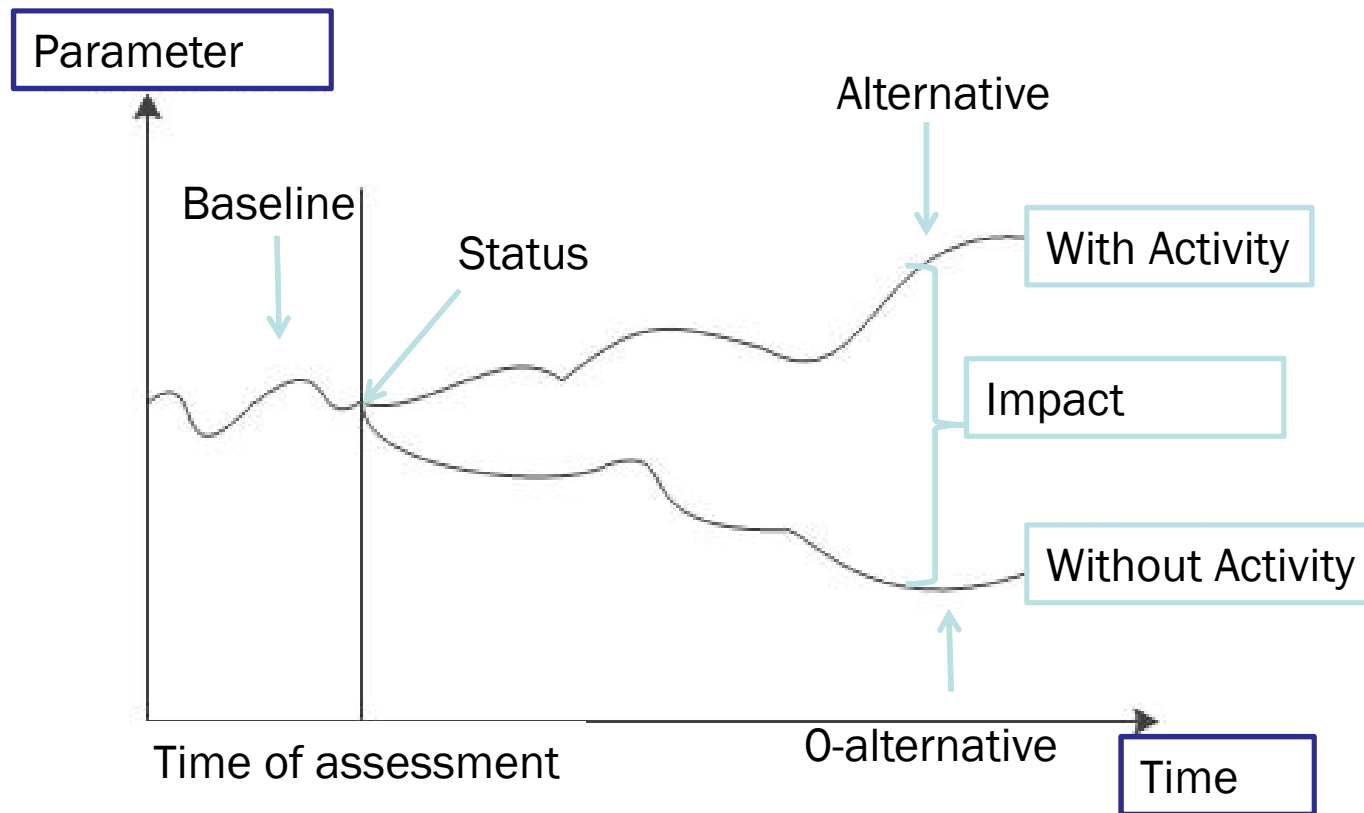 Parameter
Alternative
Baseline
Status
With Activity
Impact
Without Activity
0-alternative
Time of assessment
Time